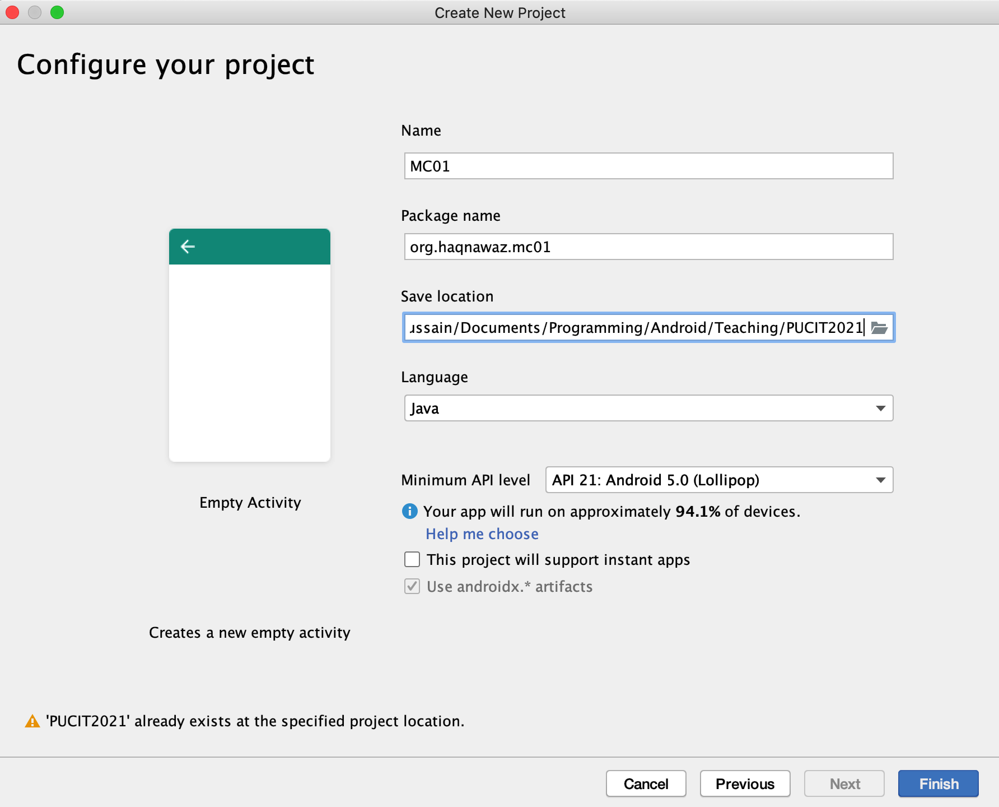 Create New Project
Configure your project
Name
MC01
Package name
org.haqnawaz.mc01
Save location
ussain/Documents/Programming/Android/Teaching/PUCIT2021
Language
Java
Minimum API level API 21: Android 5.0 (Lollipop)
Your app will run on approximately 94.1% of devices.
Help me choose
This project will support instant apps
Use androidx.* artifacts
Empty Activity
Creates a new empty activity
'PUCIT2021' already exists at the specified project location.
Cancel Previous Next Finish